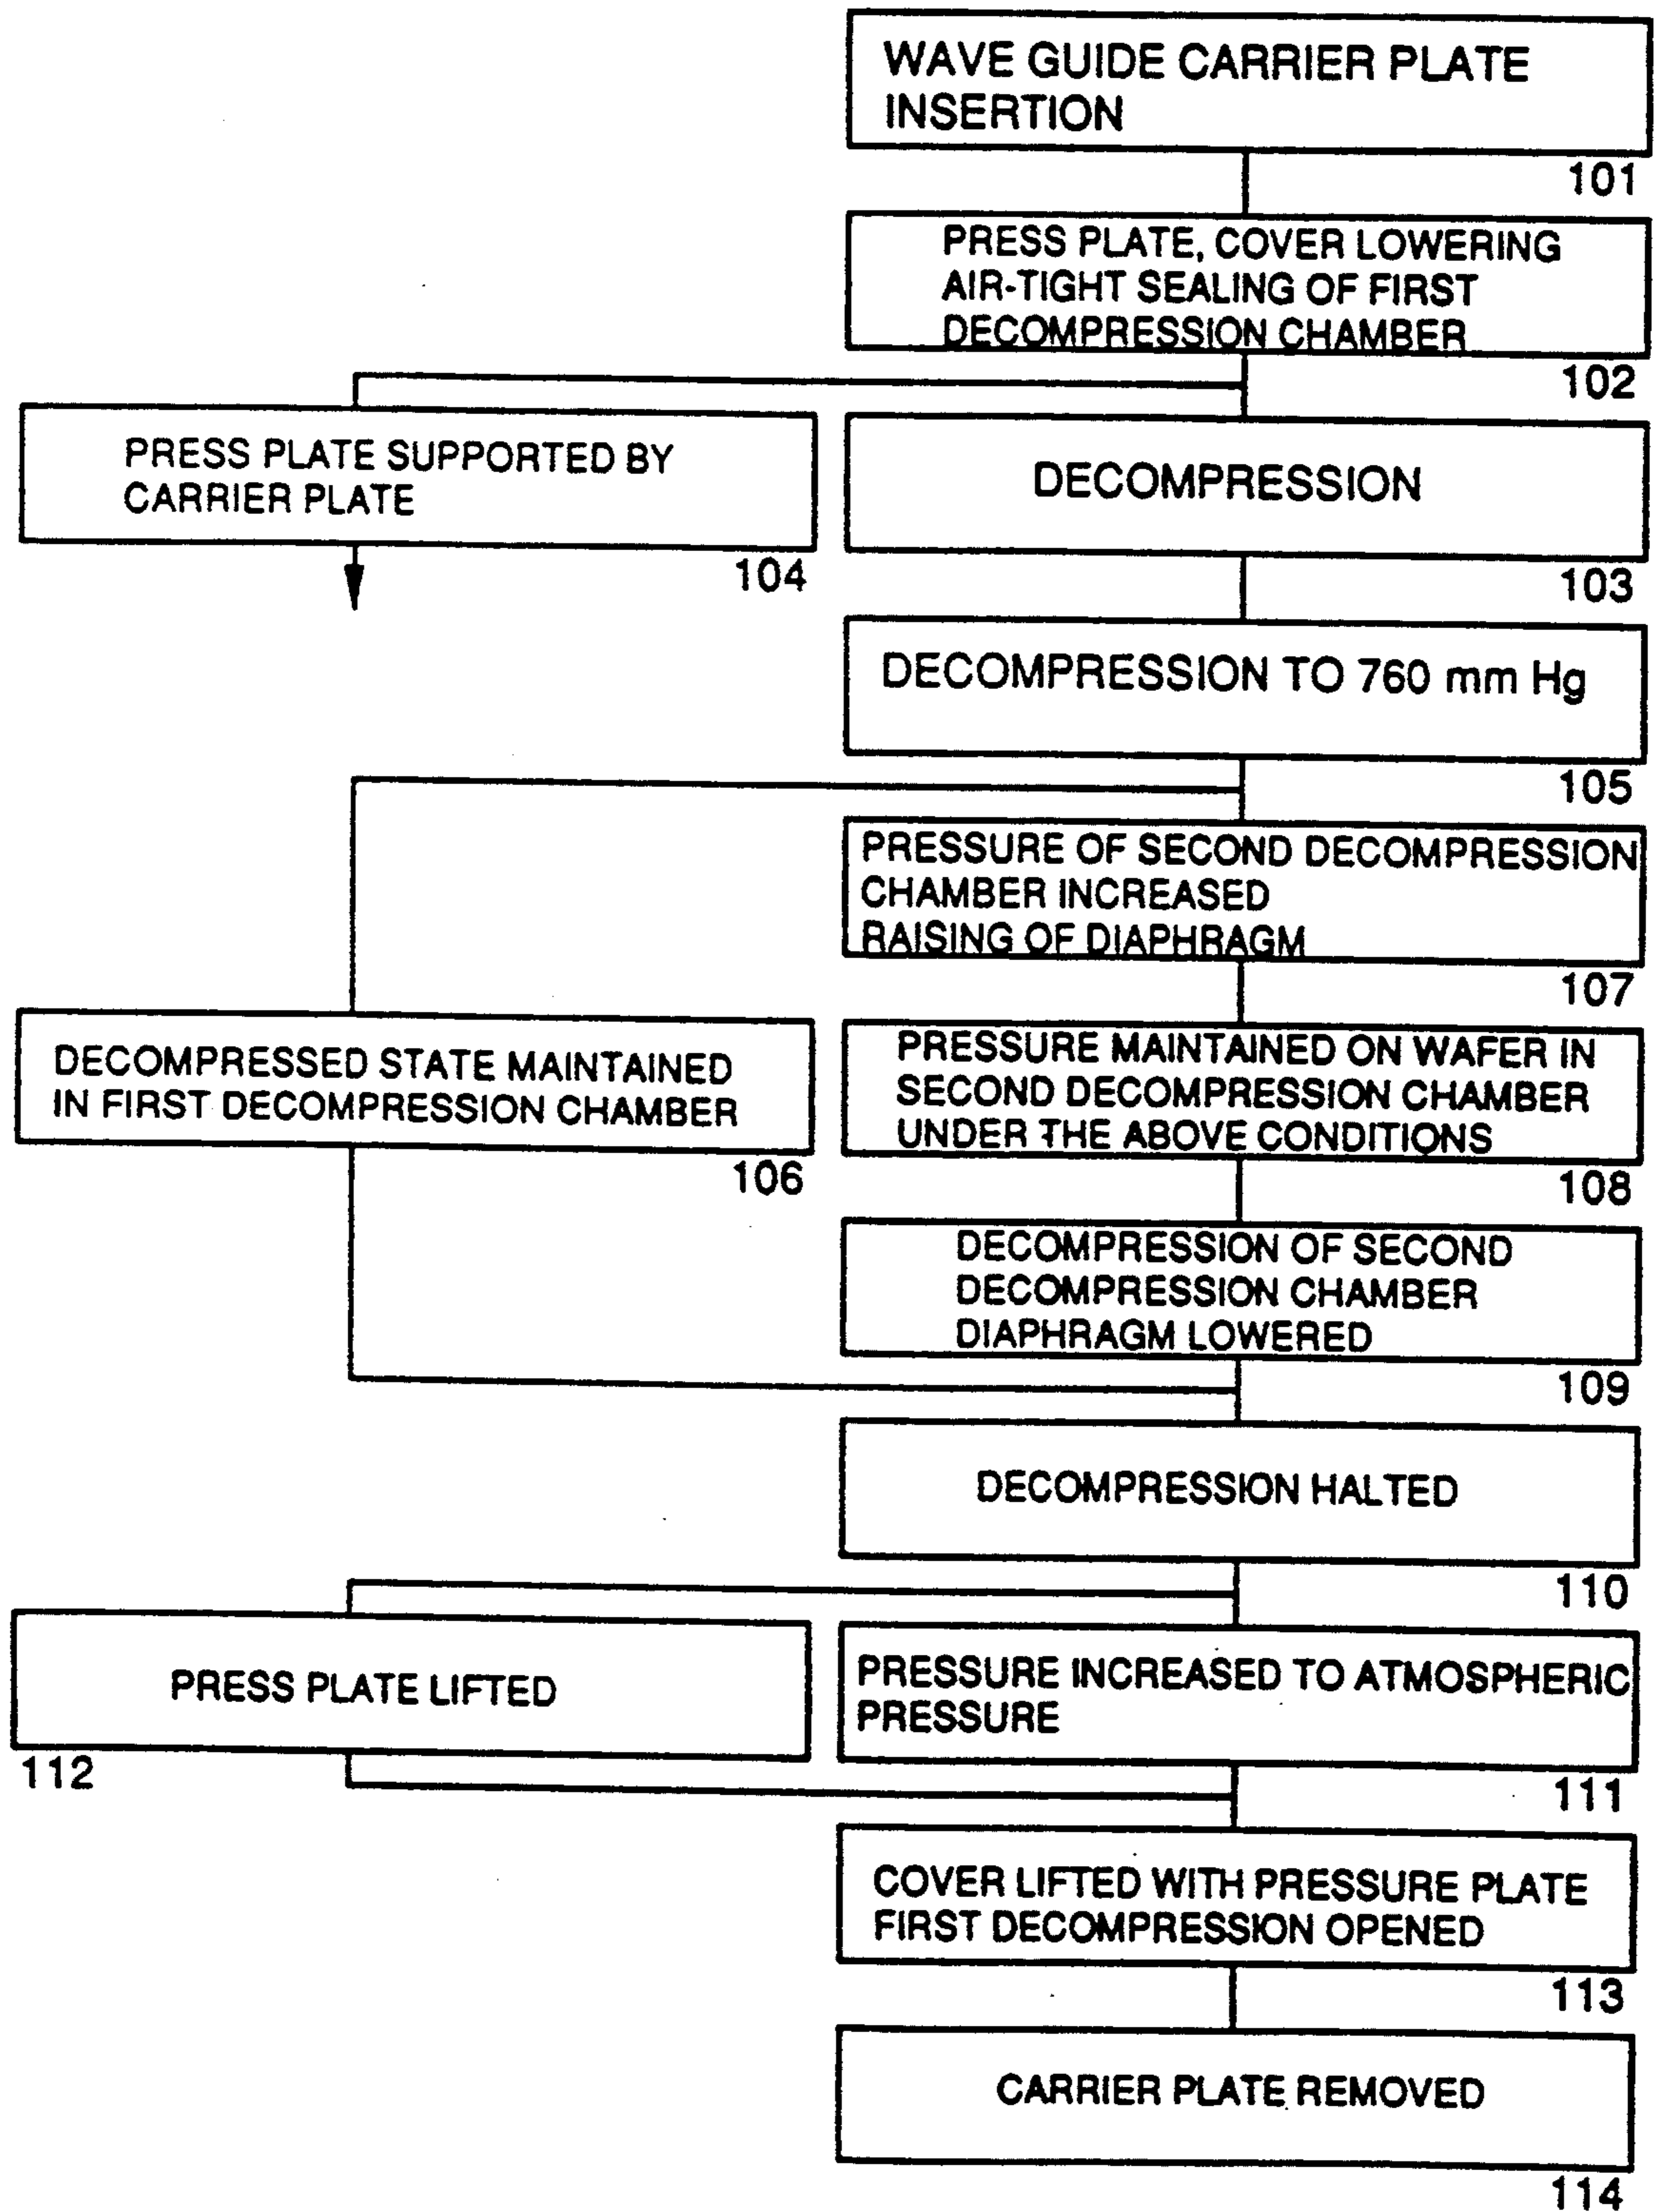 WAVE GUIDE CARRIER PLATE
INSERTION
101
PRESS PLATE, COVER LOWERING
AIR-TIGHT SEALING OF FIRST
DECOMPRESSION CHAMBER
102
PRESS PLATE SUPPORTED BY
CARRIER PLATE
104
DECOMPRESSION
103
DECOMPRESSION TO 760 mm Hg
105
PRESSURE OF SECOND DECOMPRESSION
CHAMBER INCREASED
RAISING OF DIAPHRAGM
107
DECOMPRESSED STATE MAINTAINED
IN FIRST DECOMPRESSION CHAMBER
106
PRESSURE MAINTAINED ON WAFER IN
SECOND DECOMPRESSION CHAMBER
UNDER THE ABOVE CONDITIONS
108
DECOMPRESSION OF SECOND
DECOMPRESSION CHAMBER
DIAPHRAGM LOWERED
109
DECOMPRESSION HALTED
110
PRESS PLATE LIFTED
112
PRESSURE INCREASED TO ATMOSPHERIC
PRESSURE
111
COVER LIFTED WITH PRESSURE PLATE
FIRST DECOMPRESSION OPENED
113
CARRIER PLATE REMOVED
114